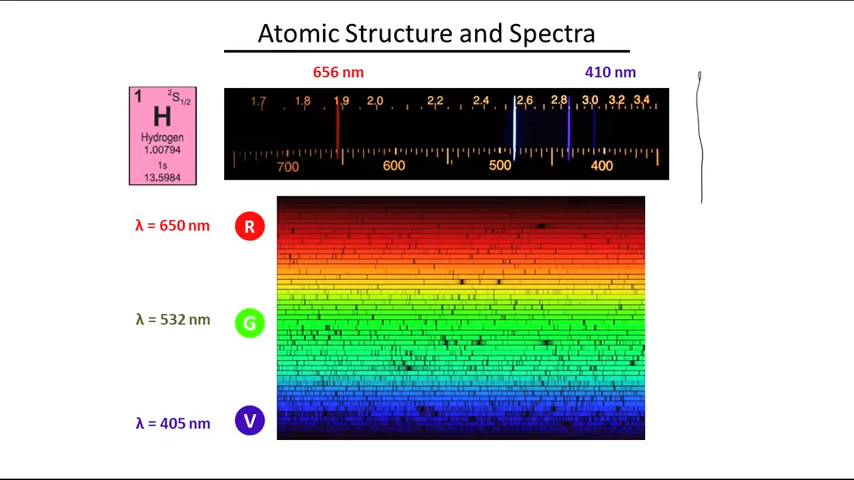 Atomic Structure and Spectra
656 nm
410 nm
1
²S₁/₂
H
Hydrogen
1.00794
1s
13.5984
1.7 1.8 1.9 2.0 2.2 2.4 2.6 2.8 3.0 3.2 3.4
700 600 500 400
λ = 650 nm
R
λ = 532 nm
G
λ = 405 nm
V